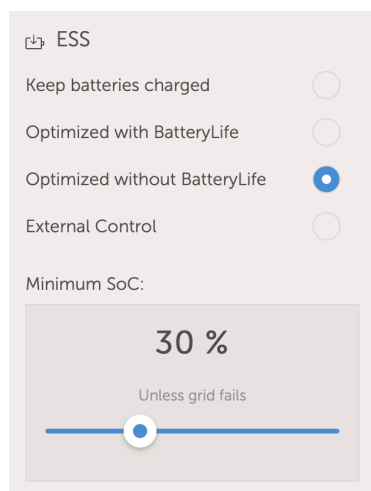 ESS
Keep batteries charged
Optimized with BatteryLife
Optimized without BatteryLife
External Control
Minimum SoC:
30 %
Unless grid fails